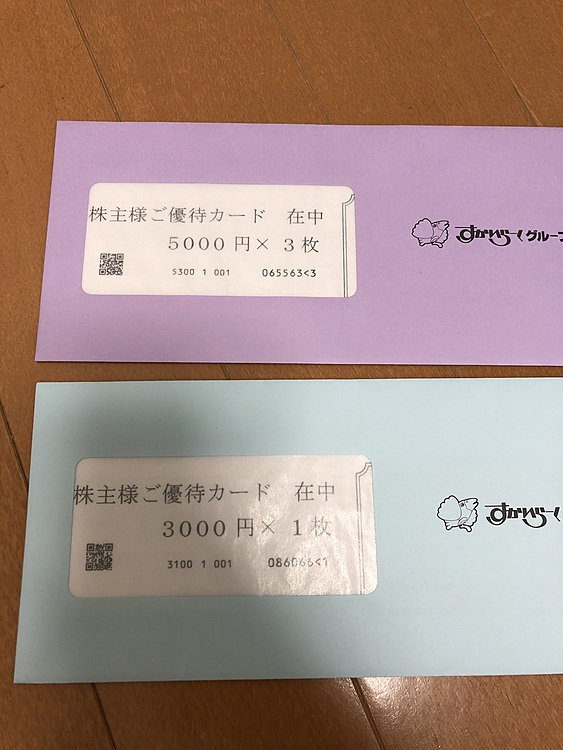 株主様ご優待カード 在中
5000円×3枚
5300 1 001 065563<3
すかいらーくグループ
株主様ご優待カード 在中
3000円×1枚
3100 1 001 086066<1
すかいらーく